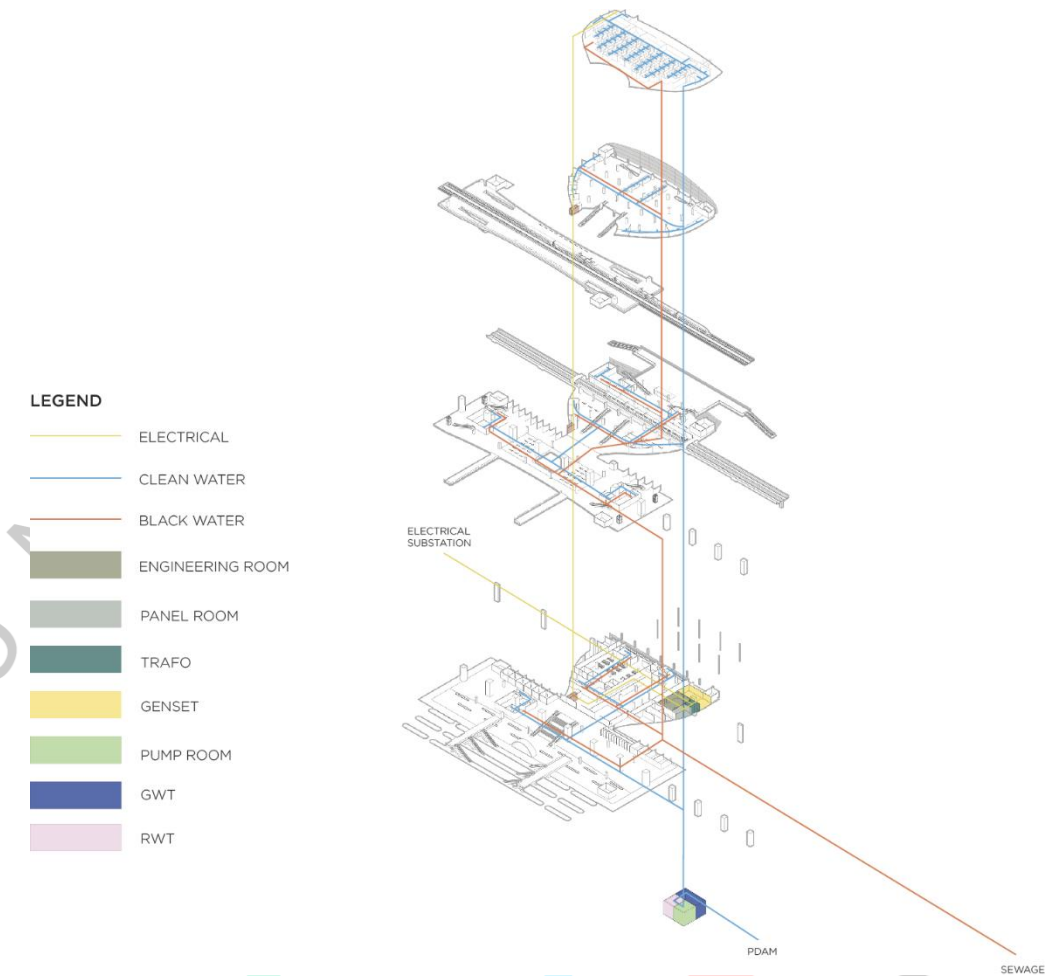 LEGEND
ELECTRICAL
CLEAN WATER
BLACK WATER
ENGINEERING ROOM
PANEL ROOM
TRAFO
GENSET
PUMP ROOM
GWT
RWT
ELECTRICAL
SUBSTATION
PDAM
SEWAGE